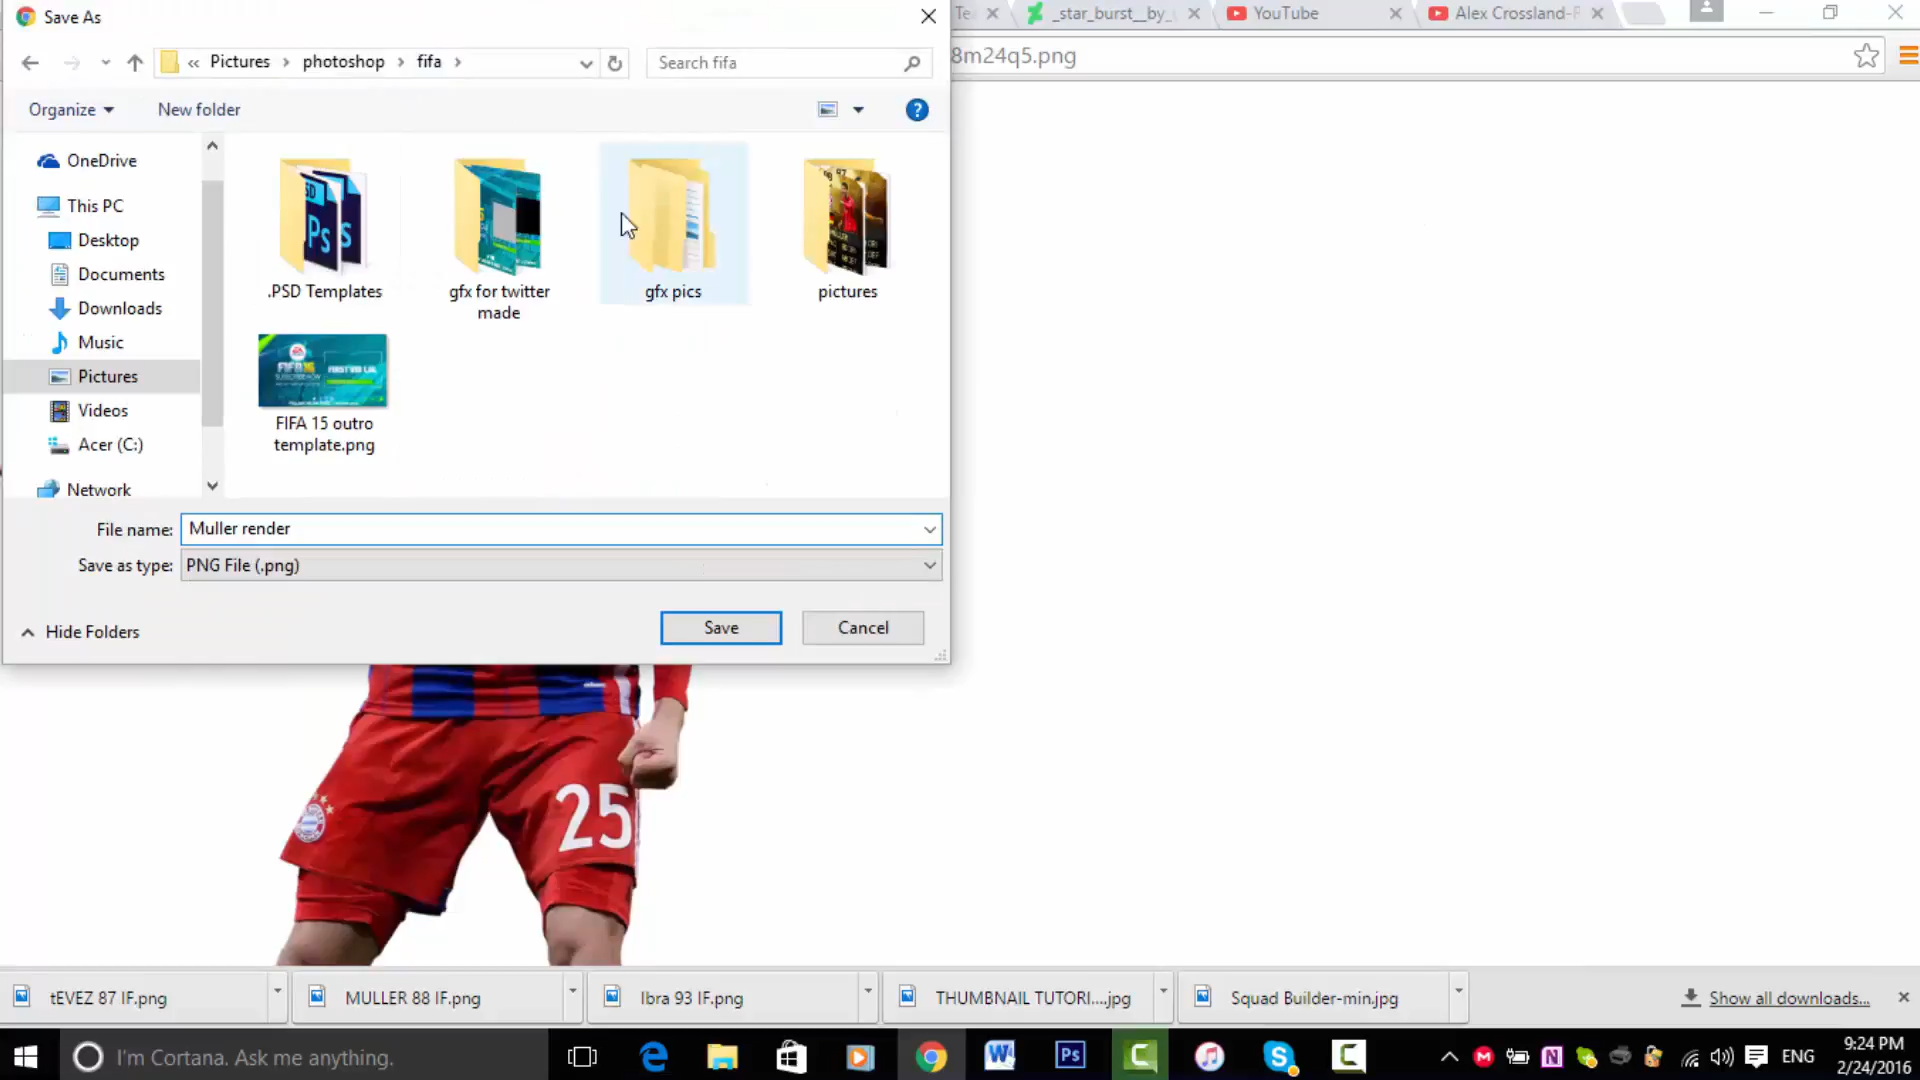 Save As
Tea
_star_burst__by_
YouTube
Alex Crossland-F
« Pictures > photoshop > fifa >
Search fifa
8m24q5.png
Organize
New folder
OneDrive
This PC
Desktop
Documents
Downloads
Music
Pictures
Videos
Acer (C:)
Network
.PSD Templates
gfx for twitter
made
gfx pics
pictures
FIFA 15 outro
template.png
File name: Muller render
Save as type: PNG File (.png)
Hide Folders
Save
Cancel
25
tEVEZ 87 IF.png
MULLER 88 IF.png
Ibra 93 IF.png
THUMBNAIL TUTORI....jpg
Squad Builder-min.jpg
Show all downloads...
I'm Cortana. Ask me anything.
ENG
9:24 PM
2/24/2016